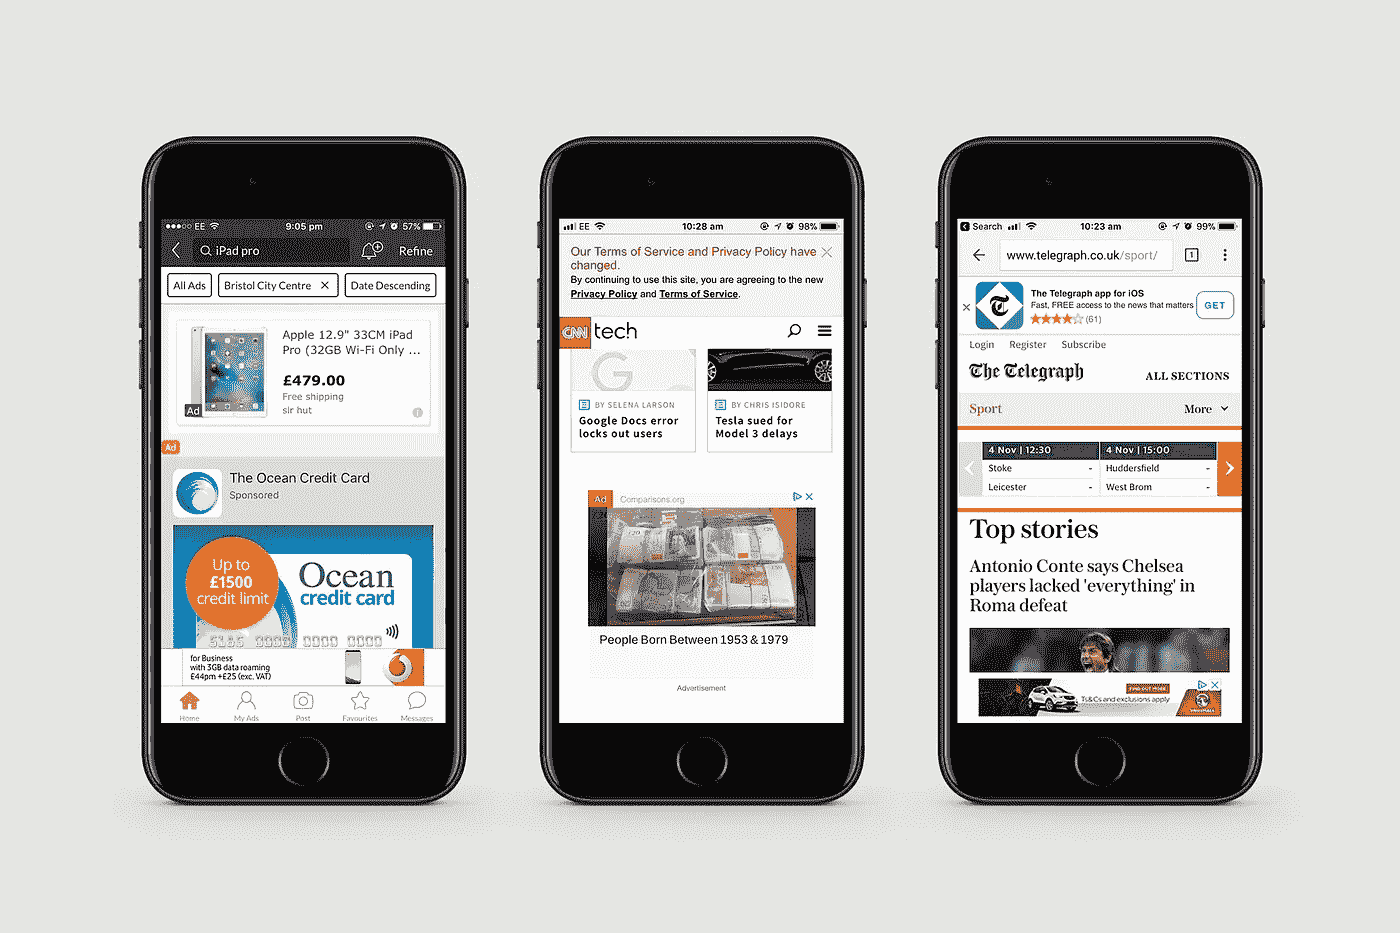 EE
9:05 pm
57%
iPad pro
Refine
All Ads
Bristol City Centre
Date Descending
Apple 12.9" 33CM iPad
Pro (32GB Wi-Fi Only ...
£479.00
Free shipping
sir hut
Ad
Ad
The Ocean Credit Card
Sponsored
Up to
£1500
credit limit
Ocean
credit card
for Business
with 3GB data roaming
£44pm +£25 (exc. VAT)
Home
My Ads
Post
Favourites
Messages
EE
10:28 am
98%
Our Terms of Service and Privacy Policy have
changed.
By continuing to use this site, you are agreeing to the new
Privacy Policy and Terms of Service.
CNN tech
G
BY SELENA LARSON
Google Docs error
locks out users
BY CHRIS ISIDORE
Tesla sued for
Model 3 delays
Ad
Comparisons.org
People Born Between 1953 & 1979
Advertisement
Search
10:23 am
99%
www.telegraph.co.uk/sport/
1
The Telegraph app for iOS
Fast, FREE access to the news that matters
(61)
GET
Login
Register
Subscribe
The Telegraph
ALL SECTIONS
Sport
More
4 Nov | 12:30
Stoke -
Leicester -
4 Nov | 15:00
Huddersfield -
West Brom -
Top stories
Antonio Conte says Chelsea
players lacked 'everything' in
Roma defeat
FIND OUT MORE
Ts&Cs and exclusions apply